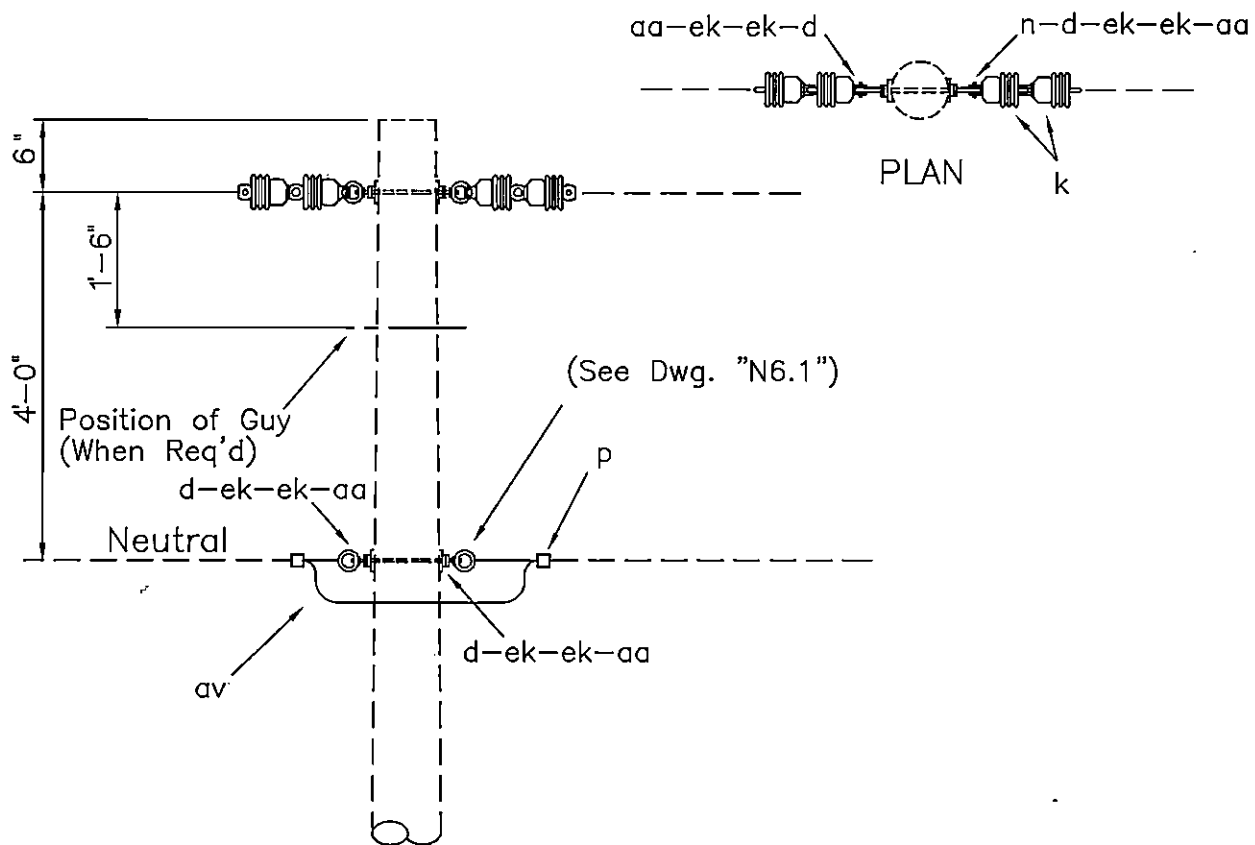 aa-ek-ek-d
n-d-ek-ek-aa
PLAN
k
6"
1'-6"
4'-0"
Position of Guy
(When Req'd)
(See Dwg. "N6.1")
p
d-ek-ek-aa
Neutral
d-ek-ek-aa
av